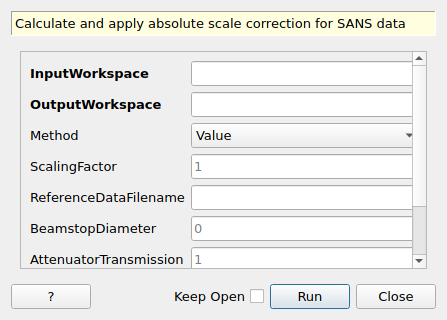 Calculate and apply absolute scale correction for SANS data
InputWorkspace
OutputWorkspace
Method Value
ScalingFactor 1
ReferenceDataFilename
BeamstopDiameter 0
AttenuatorTransmission 1
? Keep Open Run Close